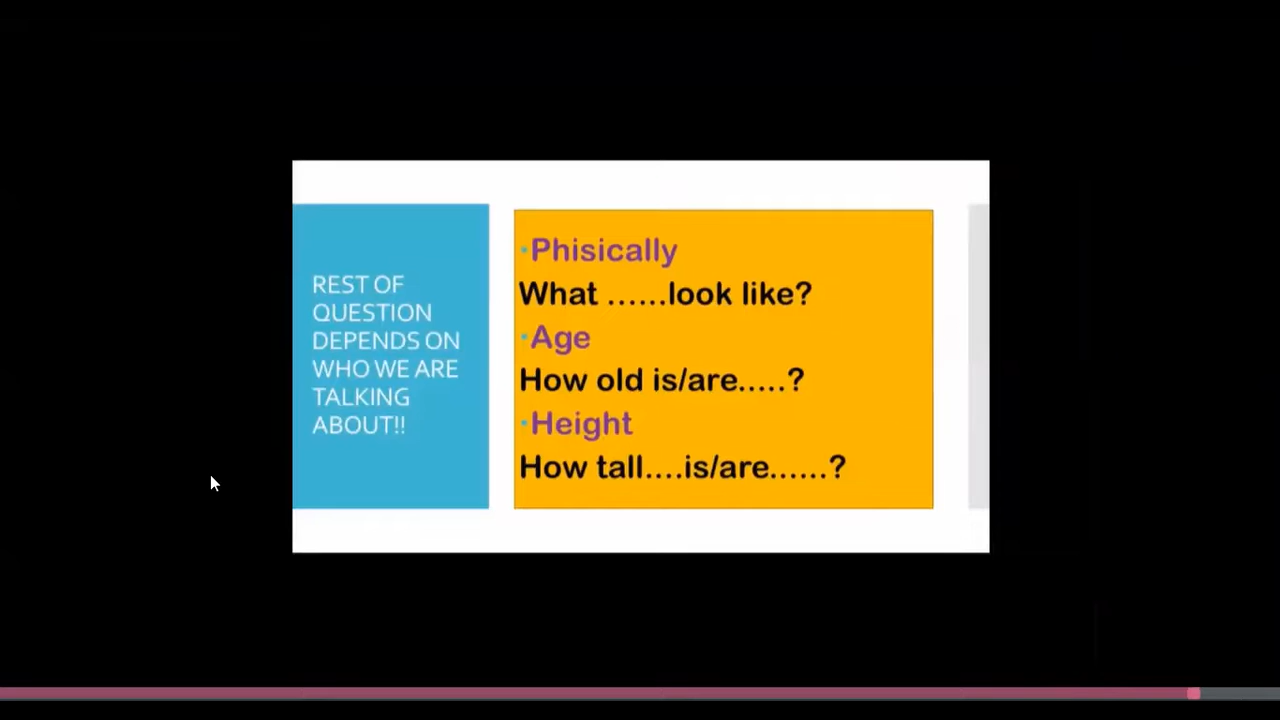 REST OF
QUESTION
DEPENDS ON
WHO WE ARE
TALKING
ABOUT!!
·Phisically
What ......look like?
·Age
How old is/are.....?
·Height
How tall....is/are......?